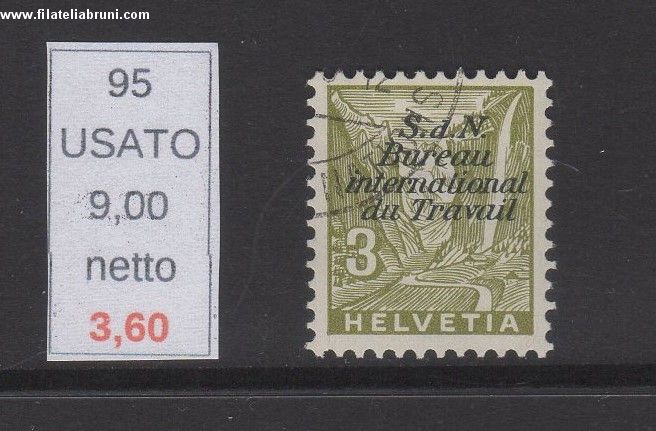 www.filateliabruni.com
95
USATO
9,00
netto
3,60
S.d.N.
Bureau
international
du Travail
3
HELVETIA